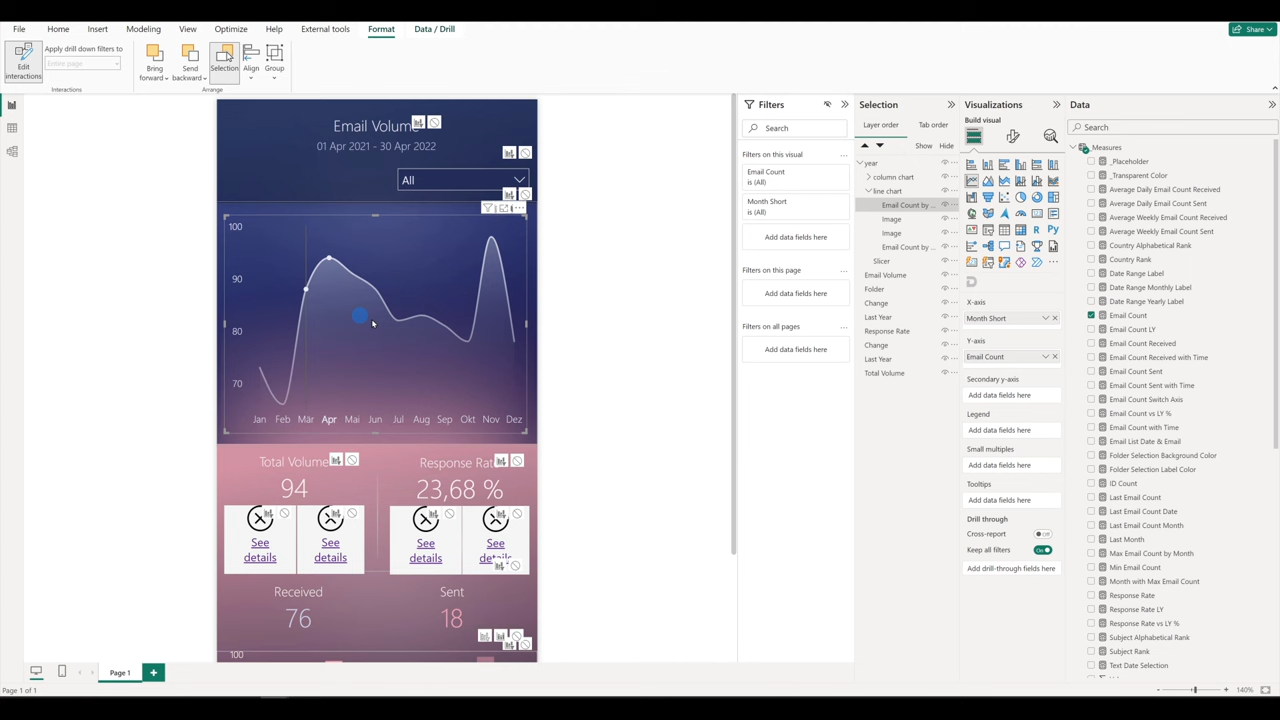 File Home Insert Modeling View Optimize Help External tools Format Data / Drill
Share
Edit interactions
Apply drill down filters to
Entire page
Bring forward
Send backward
Selection
Align
Group
Interactions
Arrange
Email Volume
01 Apr 2021 - 30 Apr 2022
All
100
90
80
70
Jan Feb Mär Apr Mai Jun Jul Aug Sep Okt Nov Dez
Total Volume
94
Response Rat
23,68 %
See details
See details
See details
See details
Received
76
Sent
18
100
Filters
Search
Filters on this visual
...
Email Count
is (All)
Month Short
is (All)
Add data fields here
Filters on this page
...
Add data fields here
Filters on all pages
...
Add data fields here
Selection
Layer order
Tab order
Show Hide
year
column chart
line chart
Email Count by ...
Image
Image
Email Count by ...
Slicer
Email Volume
Folder
Change
Last Year
Response Rate
Change
Last Year
Total Volume
Visualizations
Build visual
R
Py
X-axis
Month Short
Y-axis
Email Count
Secondary y-axis
Add data fields here
Legend
Add data fields here
Small multiples
Add data fields here
Tooltips
Add data fields here
Drill through
Cross-report
Off
Keep all filters
On
Add drill-through fields here
Data
Search
Measures
_Placeholder
_Transparent Color
Average Daily Email Count Received
Average Daily Email Count Sent
Average Weekly Email Count Received
Average Weekly Email Count Sent
Country Alphabetical Rank
Country Rank
Date Range Label
Date Range Monthly Label
Date Range Yearly Label
Email Count
Email Count LY
Email Count Received
Email Count Received with Time
Email Count Sent
Email Count Sent with Time
Email Count Switch Axis
Email Count vs LY %
Email Count with Time
Email List Date & Email
Folder Selection Background Color
Folder Selection Label Color
ID Count
Last Email Count
Last Email Count Date
Last Email Count Month
Last Month
Max Email Count by Month
Min Email Count
Month with Max Email Count
Response Rate
Response Rate LY
Response Rate vs LY %
Subject Alphabetical Rank
Subject Rank
Text Date Selection
Page 1
Page 1 of 1
140%